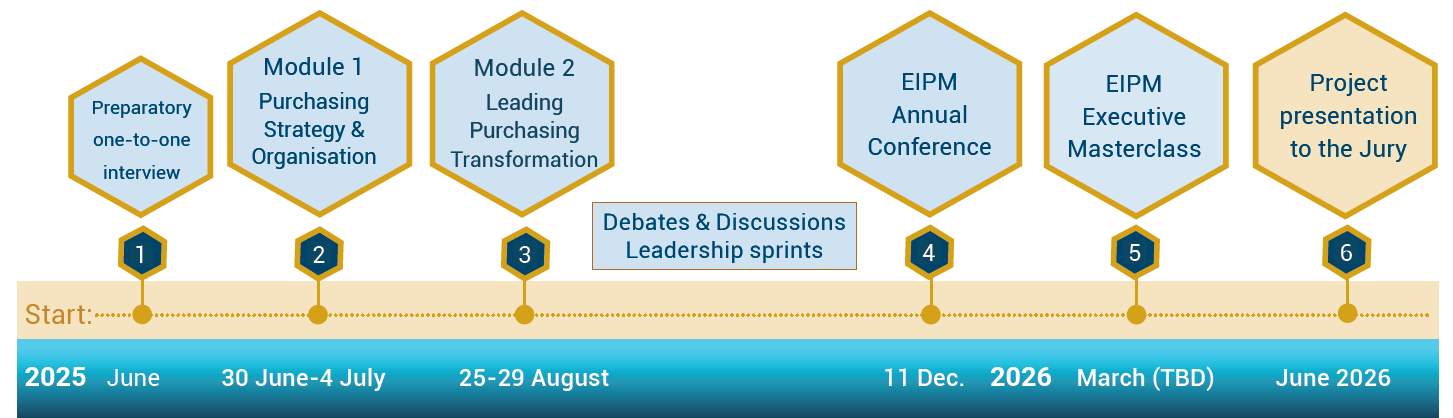 Preparatory
one-to-one
interview
Module 1
Purchasing
Strategy &
Organisation
Module 2
Leading
Purchasing
Transformation
Debates & Discussions
Leadership sprints
EIPM
Annual
Conference
EIPM
Executive
Masterclass
Project
presentation
to the Jury
1
2
3
4
5
6
Start:
2025 June 30 June-4 July 25-29 August 11 Dec. 2026 March (TBD) June 2026